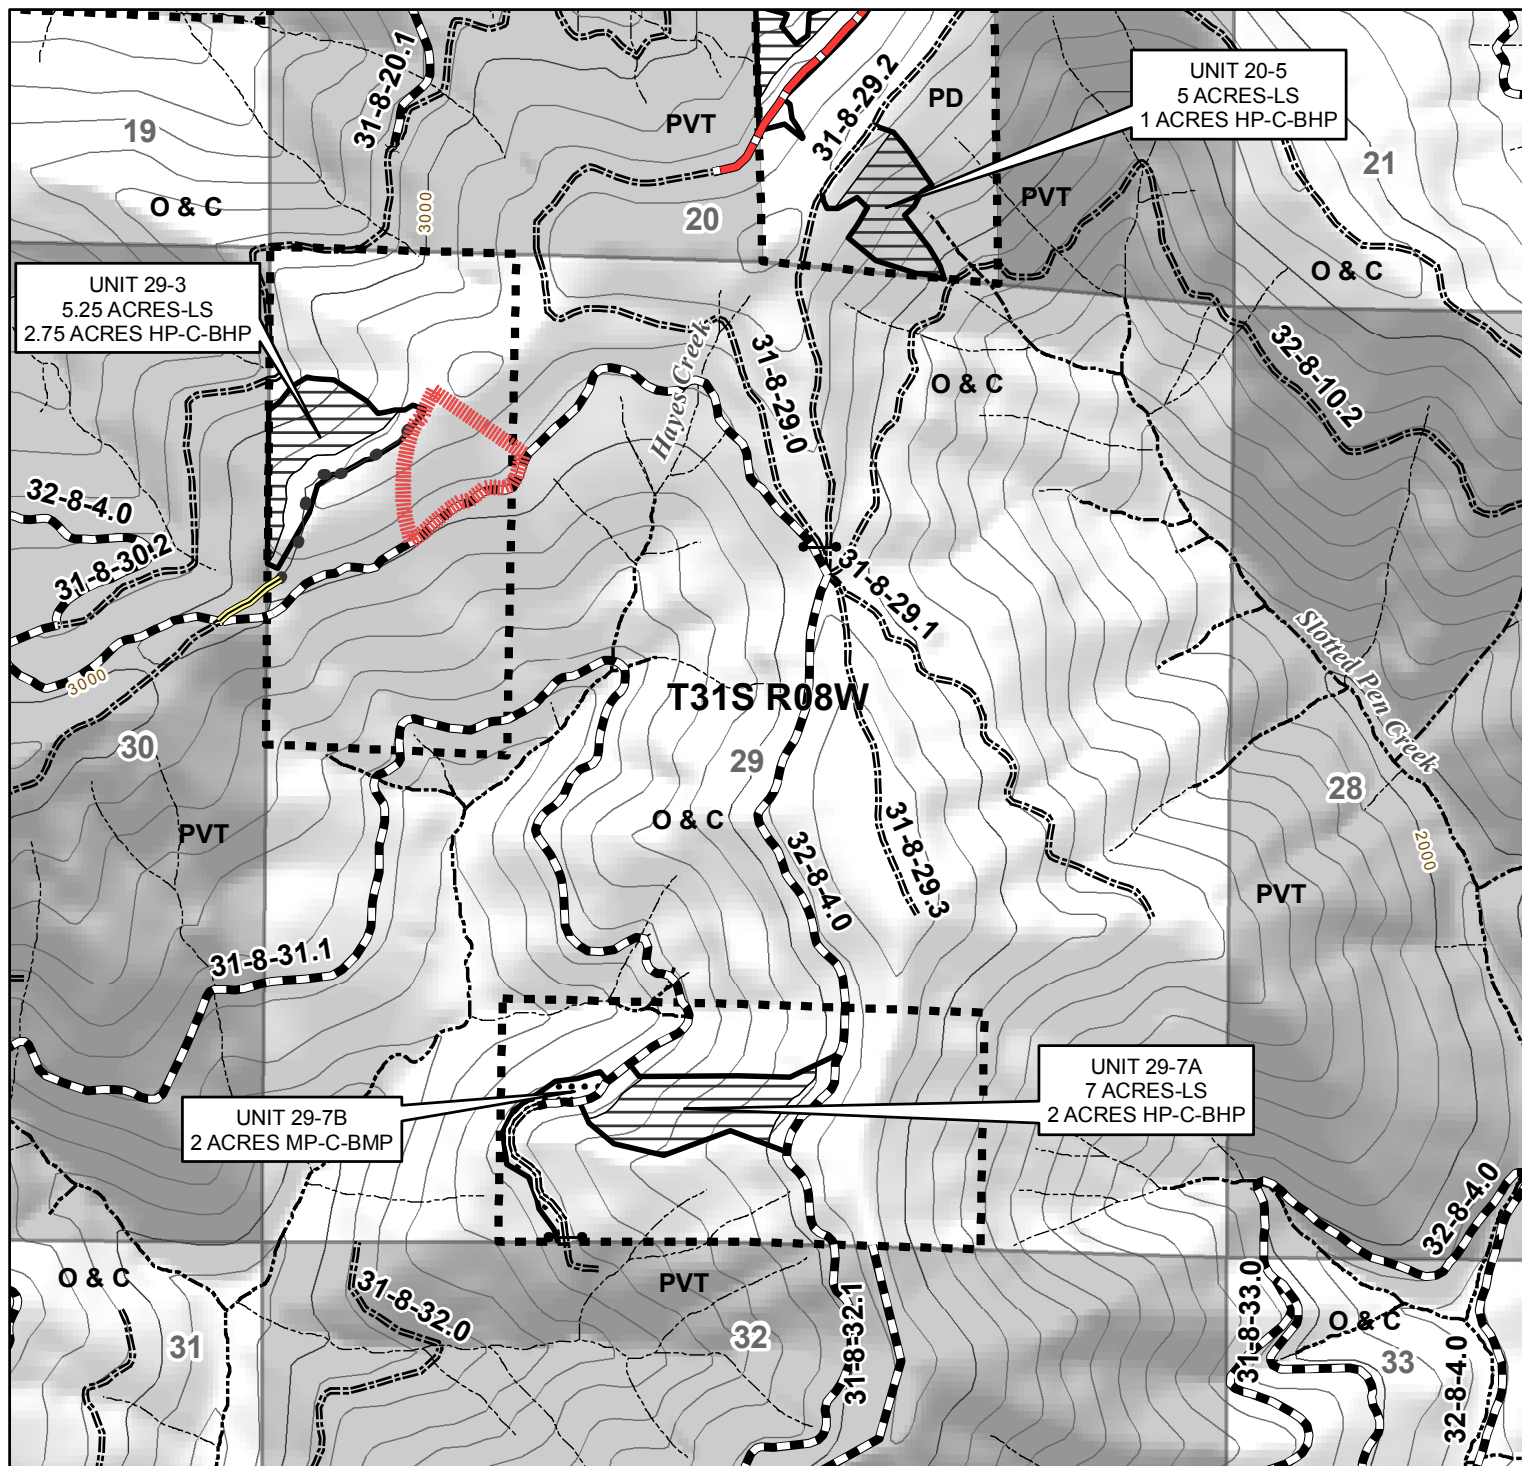 31-8-20.1
19
O & C
3000
PVT
20
31-8-29.2
PD
UNIT 20-5
5 ACRES-LS
1 ACRES HP-C-BHP
PVT
21
O & C
UNIT 29-3
5.25 ACRES-LS
2.75 ACRES HP-C-BHP
Hayes Creek
31-8-29.0
O & C
32-8-10.2
32-8-4.0
31-8-30.2
31-8-29.1
3000
Slotted Pen Creek
T31S R08W
30
29
28
PVT
O & C
32-8-4.0
31-8-29.3
2000
PVT
31-8-31.1
UNIT 29-7B
2 ACRES MP-C-BMP
UNIT 29-7A
7 ACRES-LS
2 ACRES HP-C-BHP
32-8-4.0
O & C
31-8-32.0
PVT
31-8-32.1
31-8-33.0
O & C
31
32
33
32-8-4.0